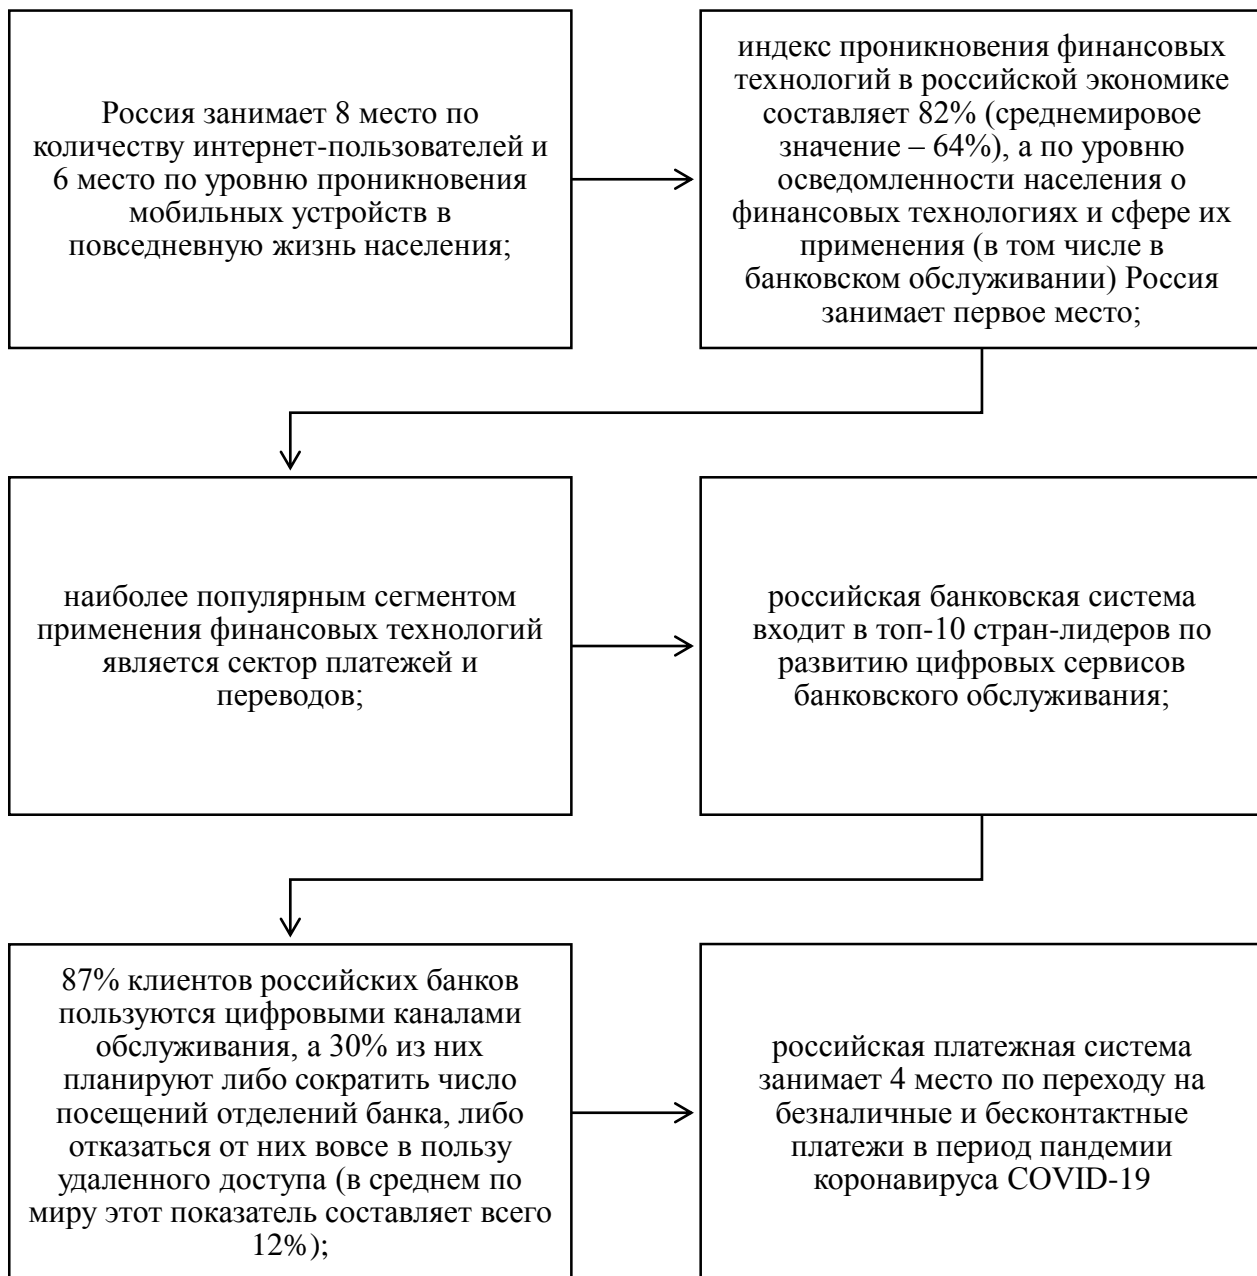 Россия занимает 8 место по
количеству интернет-пользователей и
6 место по уровню проникновения
мобильных устройств в
повседневную жизнь населения;
индекс проникновения финансовых
технологий в российской экономике
составляет 82% (среднемировое
значение – 64%), а по уровню
осведомленности населения о
финансовых технологиях и сфере их
применения (в том числе в
банковском обслуживании) Россия
занимает первое место;
наиболее популярным сегментом
применения финансовых технологий
является сектор платежей и
переводов;
российская банковская система
входит в топ-10 стран-лидеров по
развитию цифровых сервисов
банковского обслуживания;
87% клиентов российских банков
пользуются цифровыми каналами
обслуживания, а 30% из них
планируют либо сократить число
посещений отделений банка, либо
отказаться от них вовсе в пользу
удаленного доступа (в среднем по
миру этот показатель составляет всего
12%);
российская платежная система
занимает 4 место по переходу на
безналичные и бесконтактные
платежи в период пандемии
коронавируса COVID-19